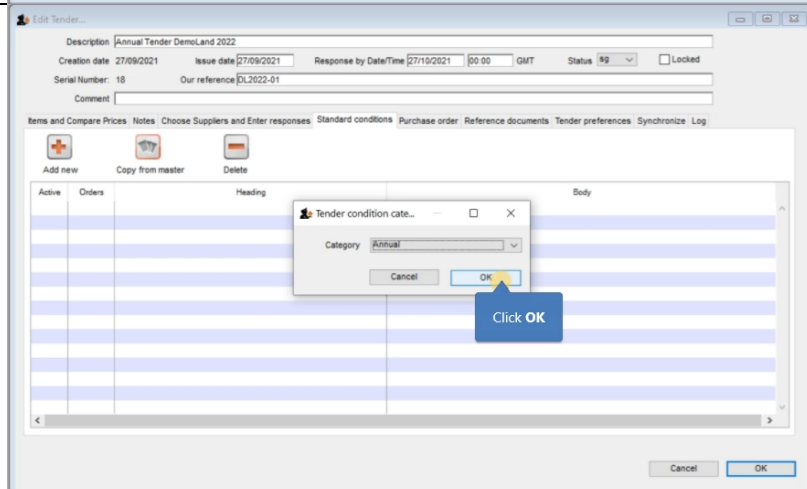 Edit Tender...
Description Annual Tender DemoLand 2022
Creation date 27/09/2021 Issue date 27/09/2021 Response by Date/Time 27/10/2021 00:00 GMT Status sg Locked
Serial Number: 18 Our reference DL2022-01
Comment
Items and Compare Prices Notes Choose Suppliers and Enter responses Standard conditions Purchase order Reference documents Tender preferences Synchronize Log
Add new Copy from master Delete
Active Orders Heading Body
Tender condition cate...
Category Annual
Cancel OK
Click OK
Cancel OK